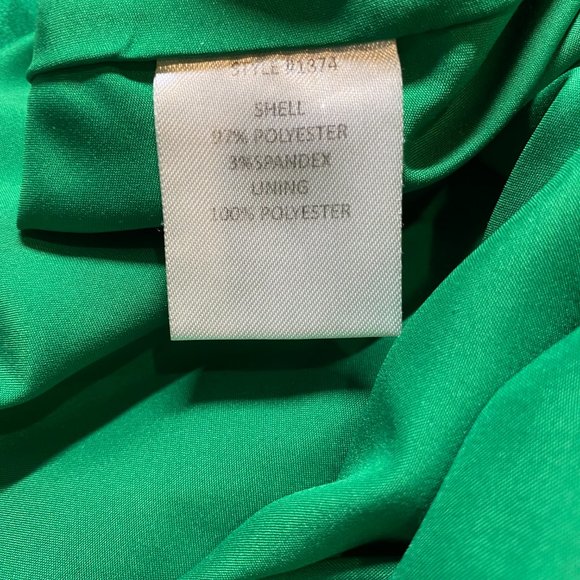 STYLE #1374
SHELL
97% POLYESTER
3%SPANDEX
LINING
100% POLYESTER